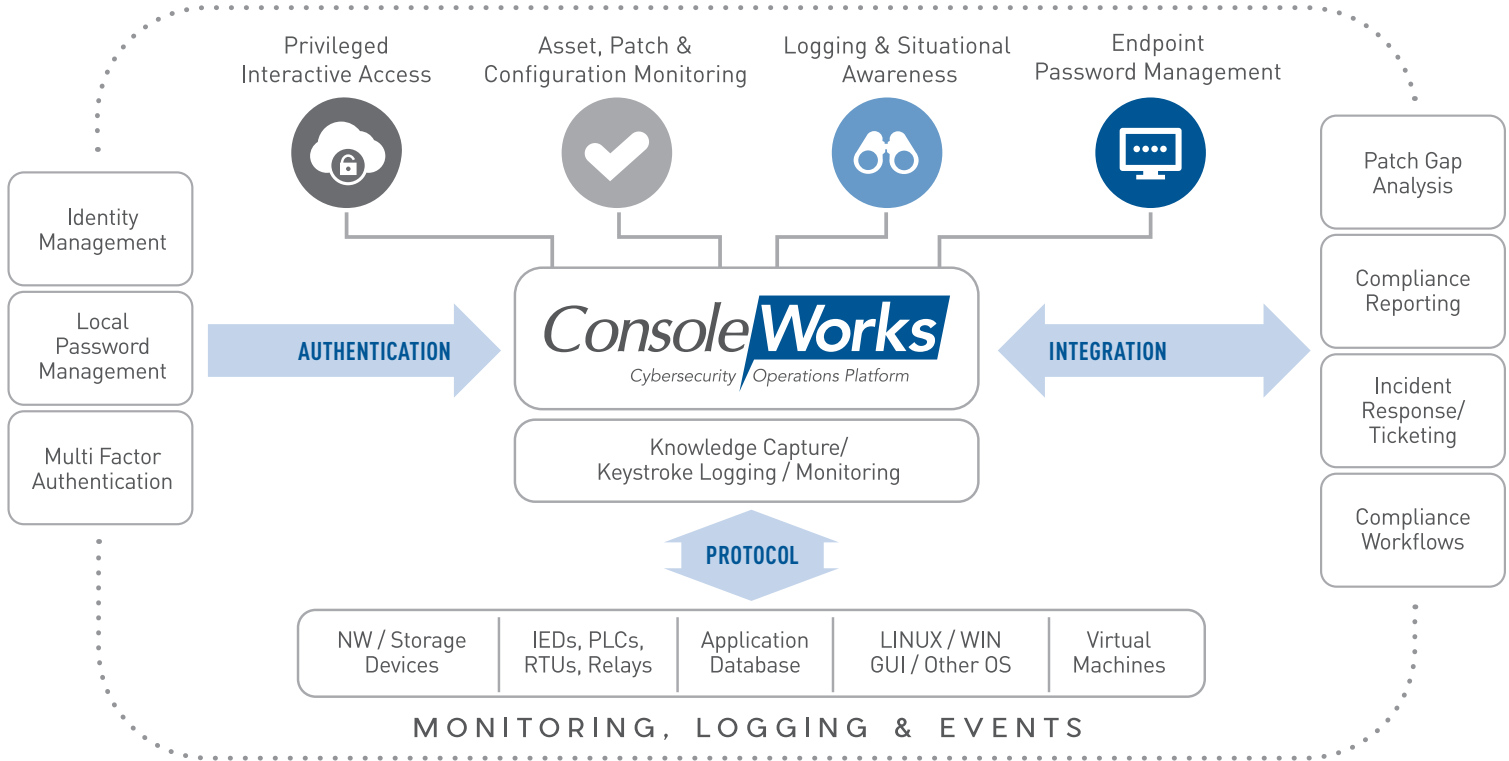 Privileged
Interactive Access
Asset, Patch &
Configuration Monitoring
Logging & Situational
Awareness
Endpoint
Password Management
Identity
Management
Local
Password
Management
Multi Factor
Authentication
AUTHENTICATION
ConsoleWorks
Cybersecurity Operations Platform
Knowledge Capture/
Keystroke Logging / Monitoring
INTEGRATION
Patch Gap
Analysis
Compliance
Reporting
Incident
Response/
Ticketing
Compliance
Workflows
PROTOCOL
NW / Storage
Devices
IEDs, PLCs,
RTUs, Relays
Application
Database
LINUX / WIN
GUI / Other OS
Virtual
Machines
MONITORING, LOGGING & EVENTS